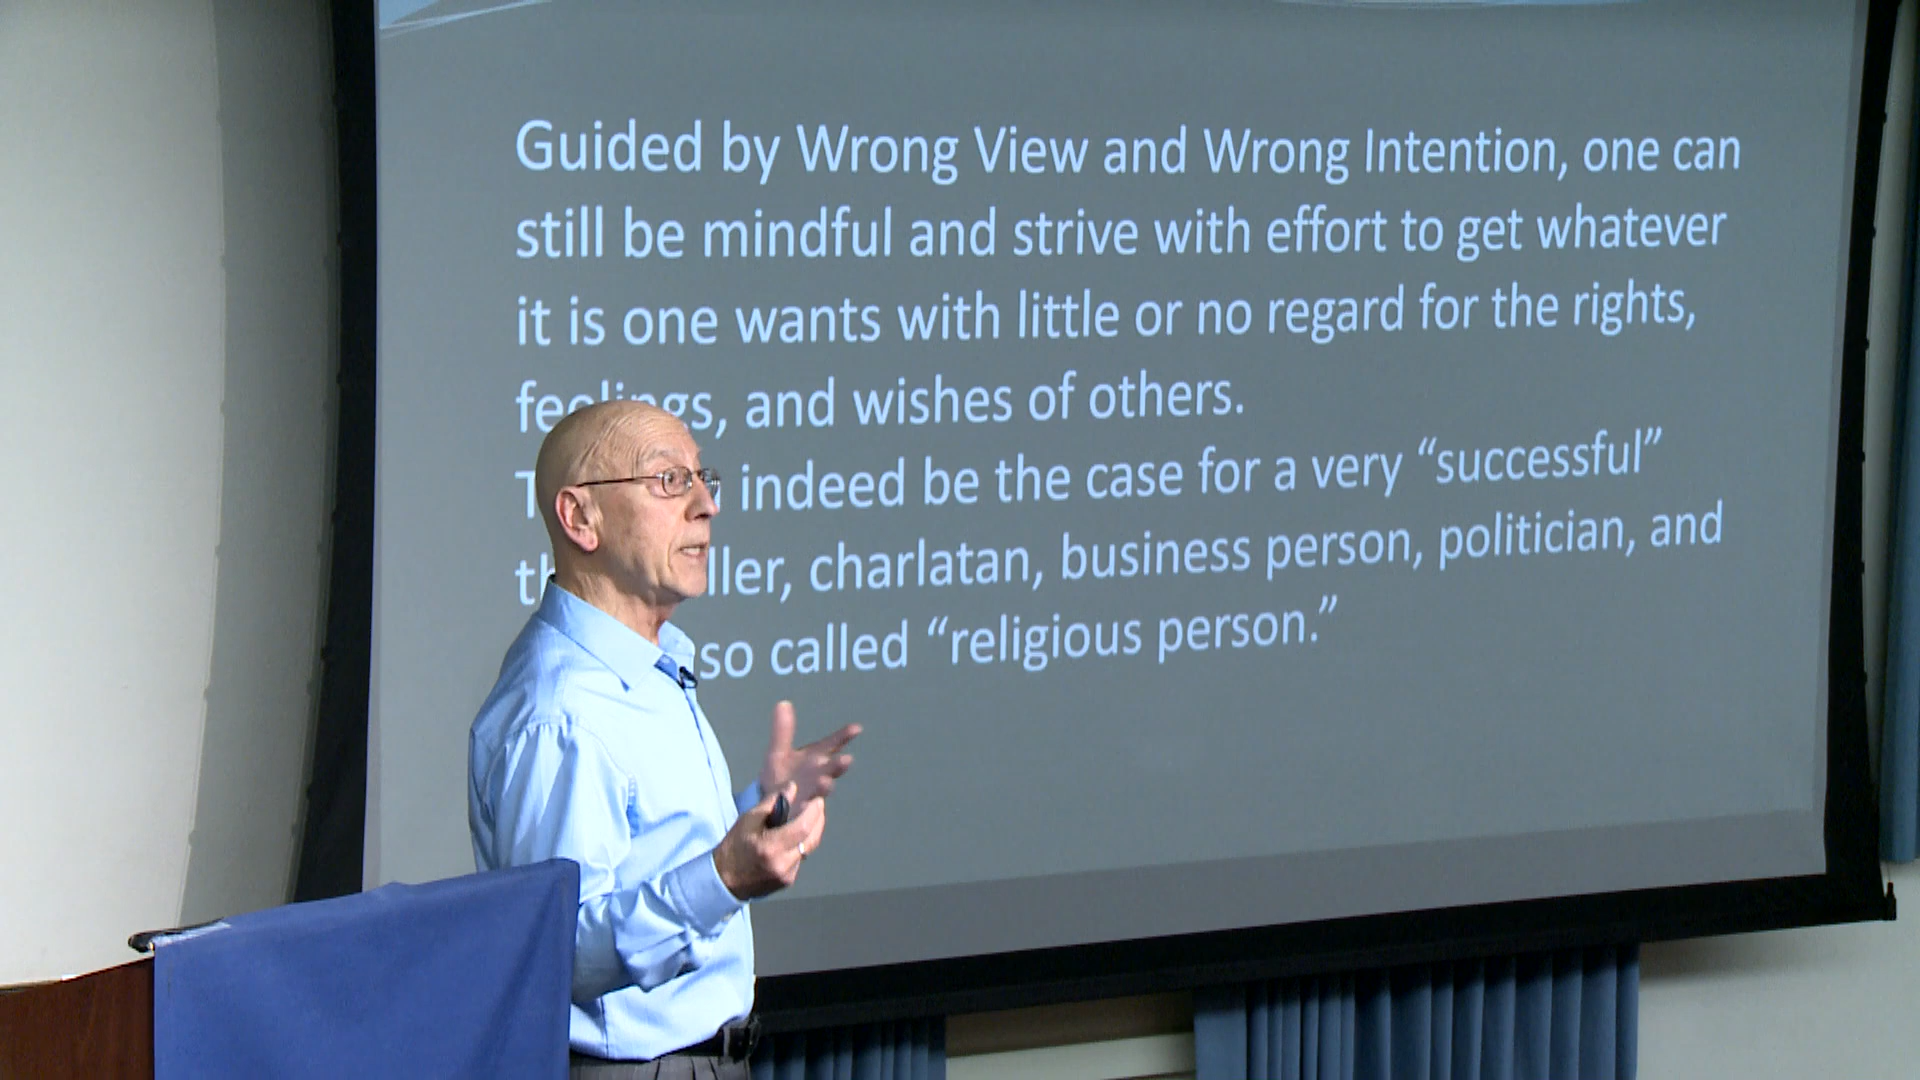 Guided by Wrong View and Wrong Intention, one can
still be mindful and strive with effort to get whatever
it is one wants with little or no regard for the rights,
feelings, and wishes of others.
indeed be the case for a very “successful”
charlatan, business person, politician, and
so called “religious person.”